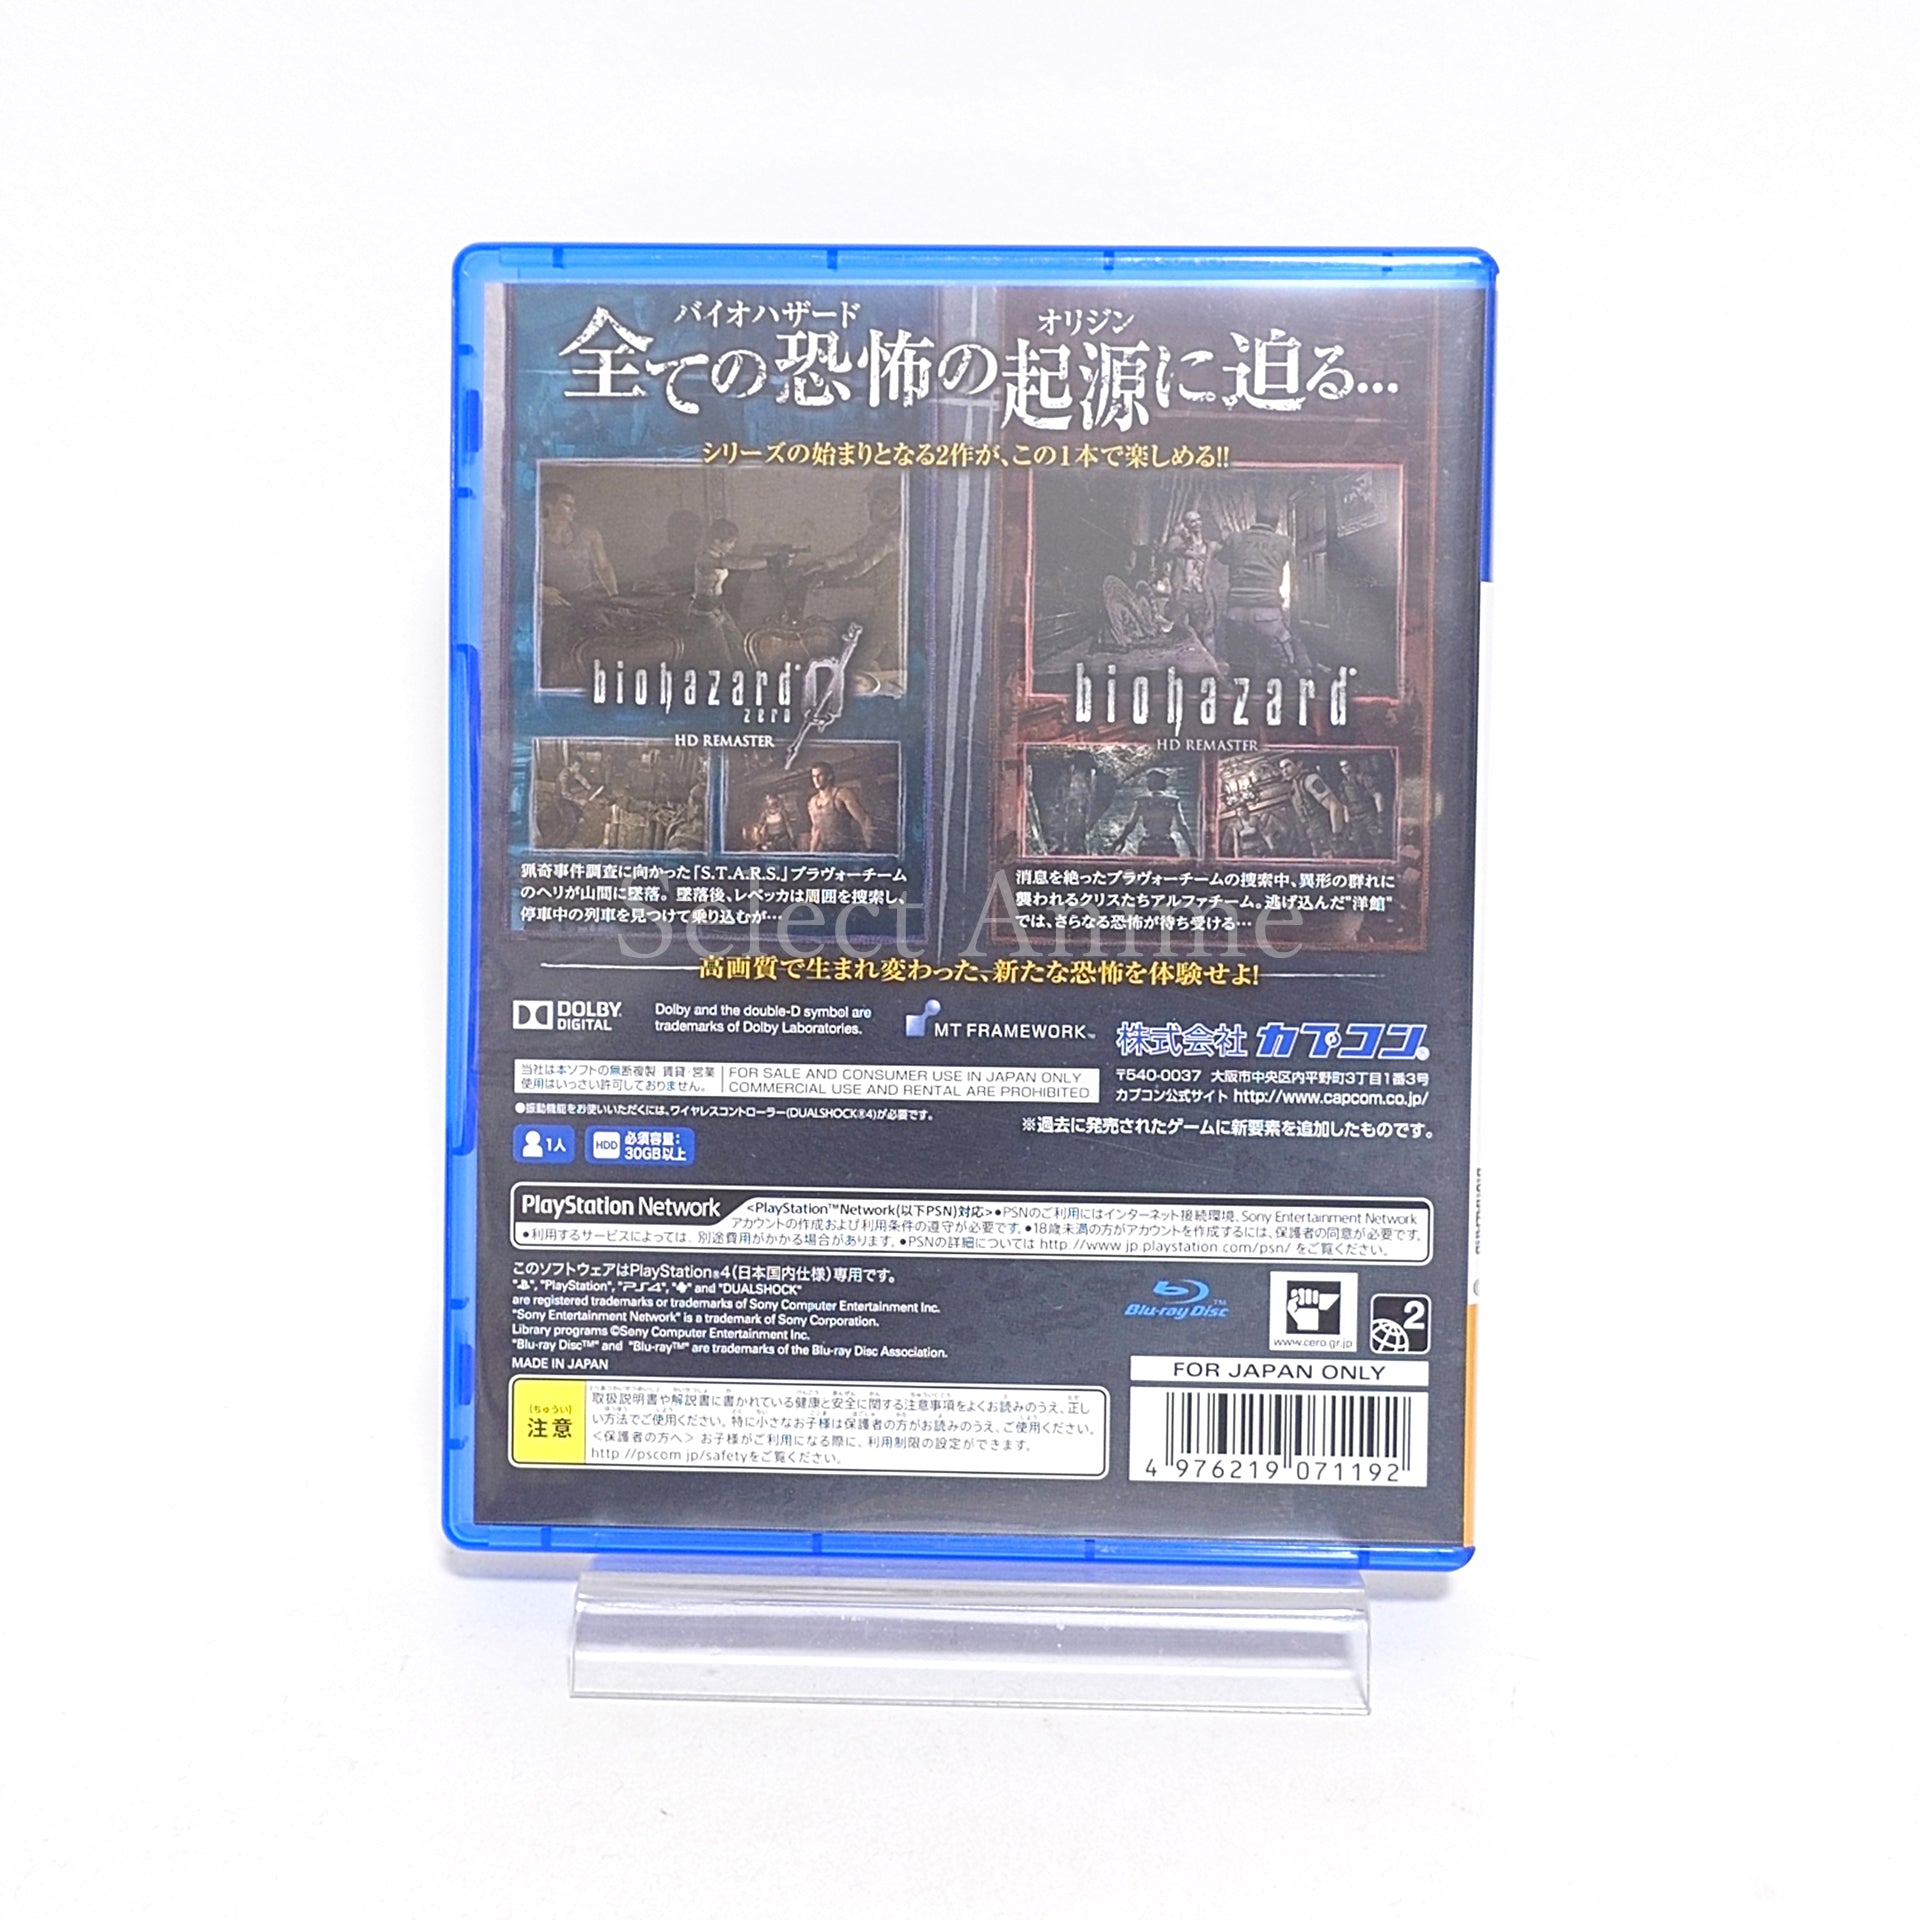 バイオハザード オリジン
全ての恐怖の起源に迫る…
シリーズの始まりとなる2作が、この1本で楽しめる!!
biohazard 0
zero
HD REMASTER
猟奇事件調査に向かった「S.T.A.R.S.」ブラヴォーチーム
のヘリが山間に墜落。墜落後、レベッカは周囲を捜索し、
停車中の列車を見つけて乗り込むが…
biohazard
HD REMASTER
消息を絶ったブラヴォーチームの捜索中、異形の群れに
襲われるクリスたちアルファチーム。逃げ込んだ"洋館"
では、さらなる恐怖が待ち受ける…
Select Anime
高画質で生まれ変わった、新たな恐怖を体験せよ!
DOLBY
DIGITAL
Dolby and the double-D symbol are
trademarks of Dolby Laboratories.
MT FRAMEWORK™
株式会社 カプコン
〒540-0037 大阪市中央区内平野町3丁目1番3号
カプコン公式サイト http://www.capcom.co.jp/
当社は本ソフトの無断複製 賃貸・営業
使用はいっさい許可しておりません。
FOR SALE AND CONSUMER USE IN JAPAN ONLY
COMMERCIAL USE AND RENTAL ARE PROHIBITED
●振動機能をお使いいただくには、ワイヤレスコントローラー(DUALSHOCK®4)が必要です。
※過去に発売されたゲームに新要素を追加したものです。
1人
HDD 必須容量:
30GB以上
PlayStation Network
<PlayStation™Network(以下PSN)対応>●PSNのご利用にはインターネット接続環境、Sony Entertainment Network
アカウントの作成および利用条件の遵守が必要です。●18歳未満の方がアカウントを作成するには、保護者の同意が必要です。
●利用するサービスによっては、別途費用がかかる場合があります。●PSNの詳細については http://www.jp.playstation.com/psn/ をご覧ください。
このソフトウェアはPlayStation®4(日本国内仕様)専用です。
"PlayStation", "PS4", and "DUALSHOCK"
are registered trademarks or trademarks of Sony Computer Entertainment Inc.
"Sony Entertainment Network" is a trademark of Sony Corporation.
Library programs ©Sony Computer Entertainment Inc.
"Blu-ray Disc™" and "Blu-ray™" are trademarks of the Blu-ray Disc Association.
MADE IN JAPAN
Blu-ray Disc™
www.cero.gr.jp
2
FOR JAPAN ONLY
(ちゅうい)
注意
取扱説明書や解説書に書かれている健康と安全に関する注意事項をよくお読みのうえ、正し
い方法でご使用ください。特に小さなお子様は保護者の方がお読みのうえ、ご使用ください。
<保護者の方へ> お子様がご利用になる際に、利用制限の設定ができます。
http://pscom.jp/safetyをご覧ください。
4 976219 071192